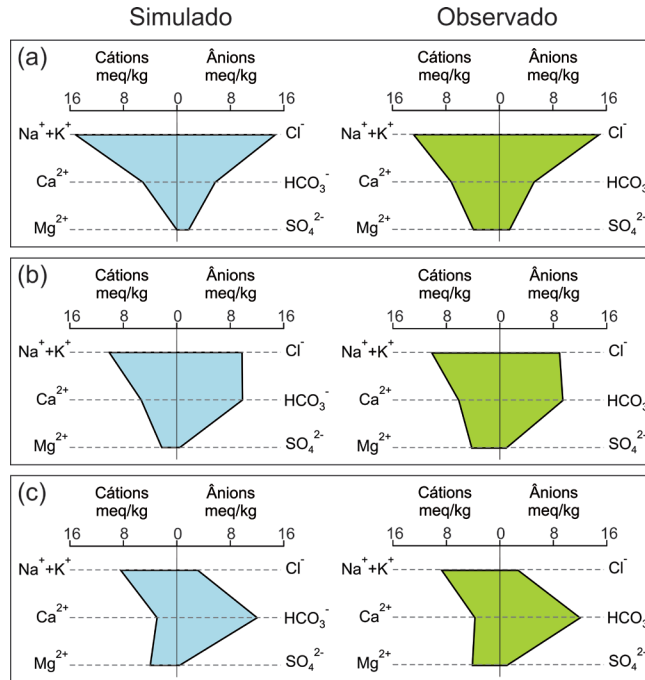 Simulado Observado
(a)
Cátions Ânions Cátions Ânions
meq/kg meq/kg meq/kg meq/kg
16 8 0 8 16 16 8 0 8 16
Na⁺+K⁺ Cl⁻ Na⁺+K⁺ Cl⁻
Ca²⁺ HCO₃⁻ Ca²⁺ HCO₃
Mg²⁺ SO₄²⁻ Mg²⁺ SO₄²⁻
(b)
Cátions Ânions Cátions Ânions
meq/kg meq/kg meq/kg meq/kg
16 8 0 8 16 16 8 0 8 16
Na⁺+K⁺ Cl⁻ Na⁺+K⁺ Cl⁻
Ca²⁺ HCO₃⁻ Ca²⁺ HCO₃
Mg²⁺ SO₄²⁻ Mg²⁺ SO₄²⁻
(c)
Cátions Ânions Cátions Ânions
meq/kg meq/kg meq/kg meq/kg
16 8 0 8 16 16 8 0 8 16
Na⁺+K⁺ Cl⁻ Na⁺+K⁺ Cl⁻
Ca²⁺ HCO₃⁻ Ca²⁺ HCO₃
Mg²⁺ SO₄²⁻ Mg²⁺ SO₄²⁻